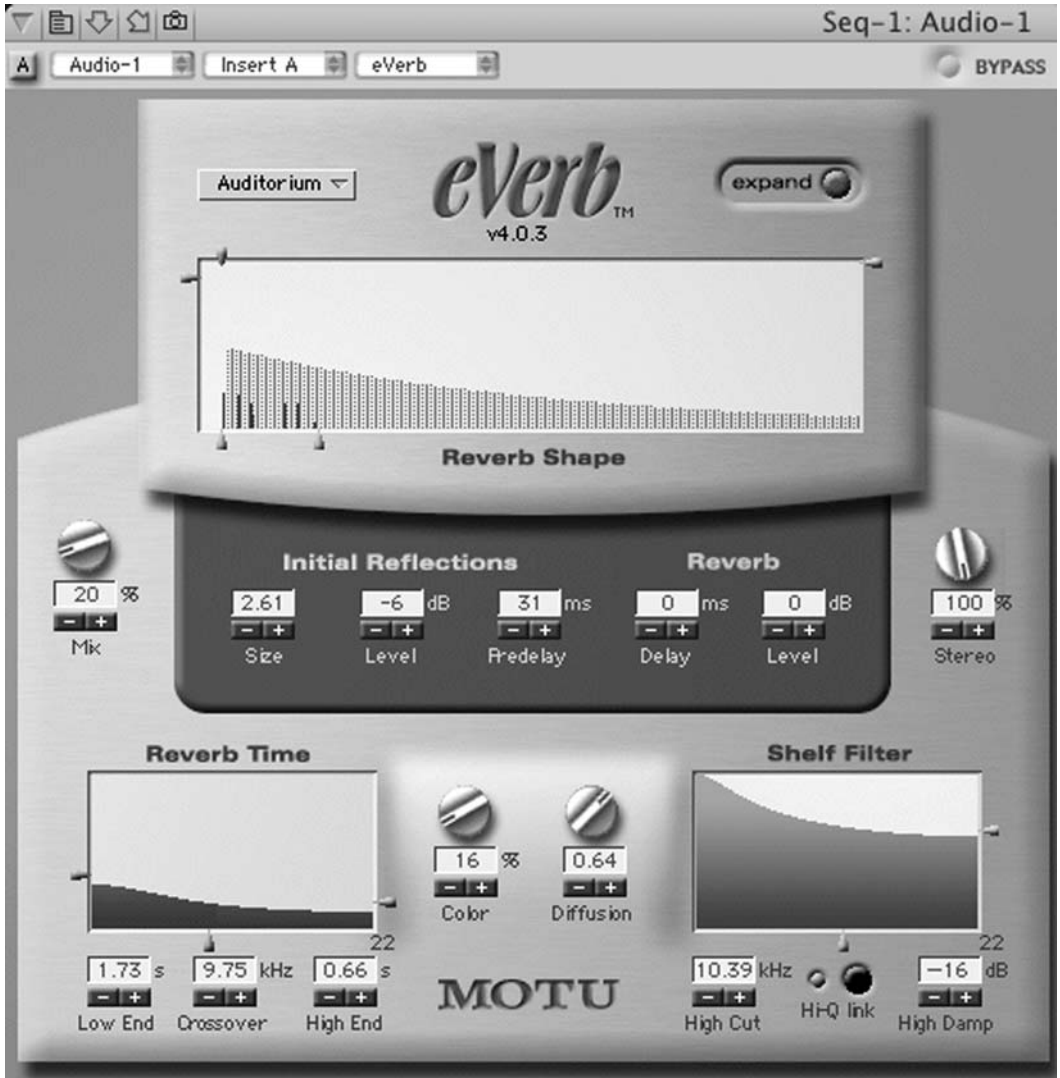 Seq-1: Audio-1
A Audio-1 Insert A eVerb BYPASS
Auditorium eVerb™ expand
v4.0.3
Reverb Shape
Initial Reflections Reverb
20 % 2.61 -6 dB 31 ms 0 ms 0 dB 100 %
- + - + - + - + - + - + - +
Mix Size Level Predelay Delay Level Stereo
Reverb Time Shelf Filter
16 % 0.64
- + - +
Color Diffusion
22 22
1.73 s 9.75 kHz 0.66 s 10.39 kHz -16 dB
- + - + - + - + - +
Low End Crossover High End MOTU High Cut Hi-Q link High Damp